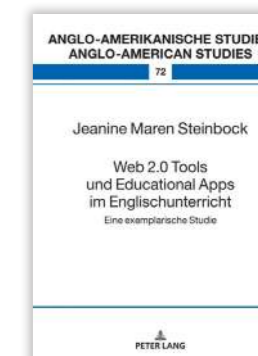 ANGLO-AMERIKANISCHE STUDIE
ANGLO-AMERICAN STUDIES
72
Jeanine Maren Steinbock
Web 2.0 Tools
und Educational Apps
im Englischunterricht
Eine exemplarische Studie
PETER LANG